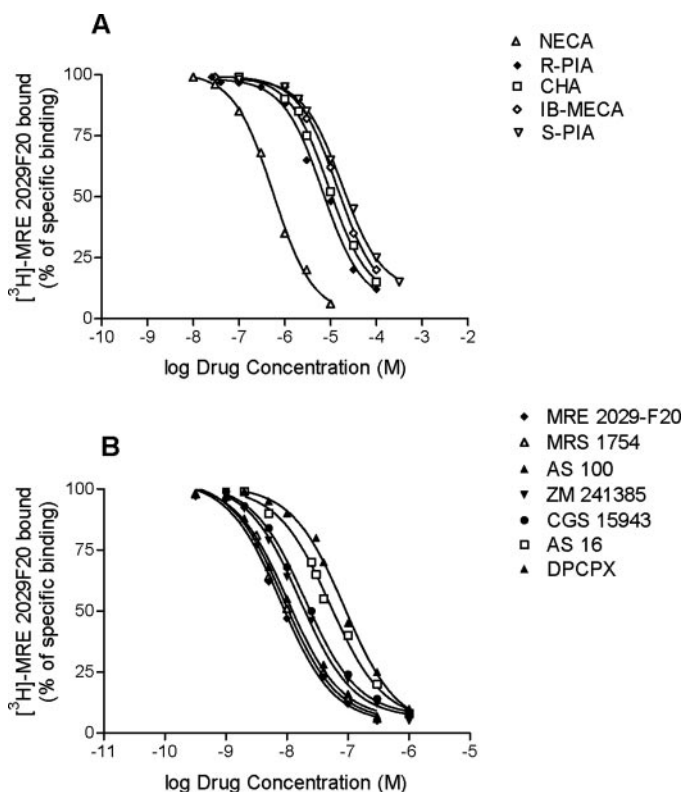 A
NECA
R-PIA
CHA
IB-MECA
S-PIA
[³H]-MRE 2029F20 bound
(% of specific binding)
100
75
50
25
0
-10 -9 -8 -7 -6 -5 -4 -3 -2
log Drug Concentration (M)
B
MRE 2029-F20
MRS 1754
AS 100
ZM 241385
CGS 15943
AS 16
DPCPX
[³H]-MRE 2029F20 bound
(% of specific binding)
100
75
50
25
0
-11 -10 -9 -8 -7 -6 -5
log Drug Concentration (M)